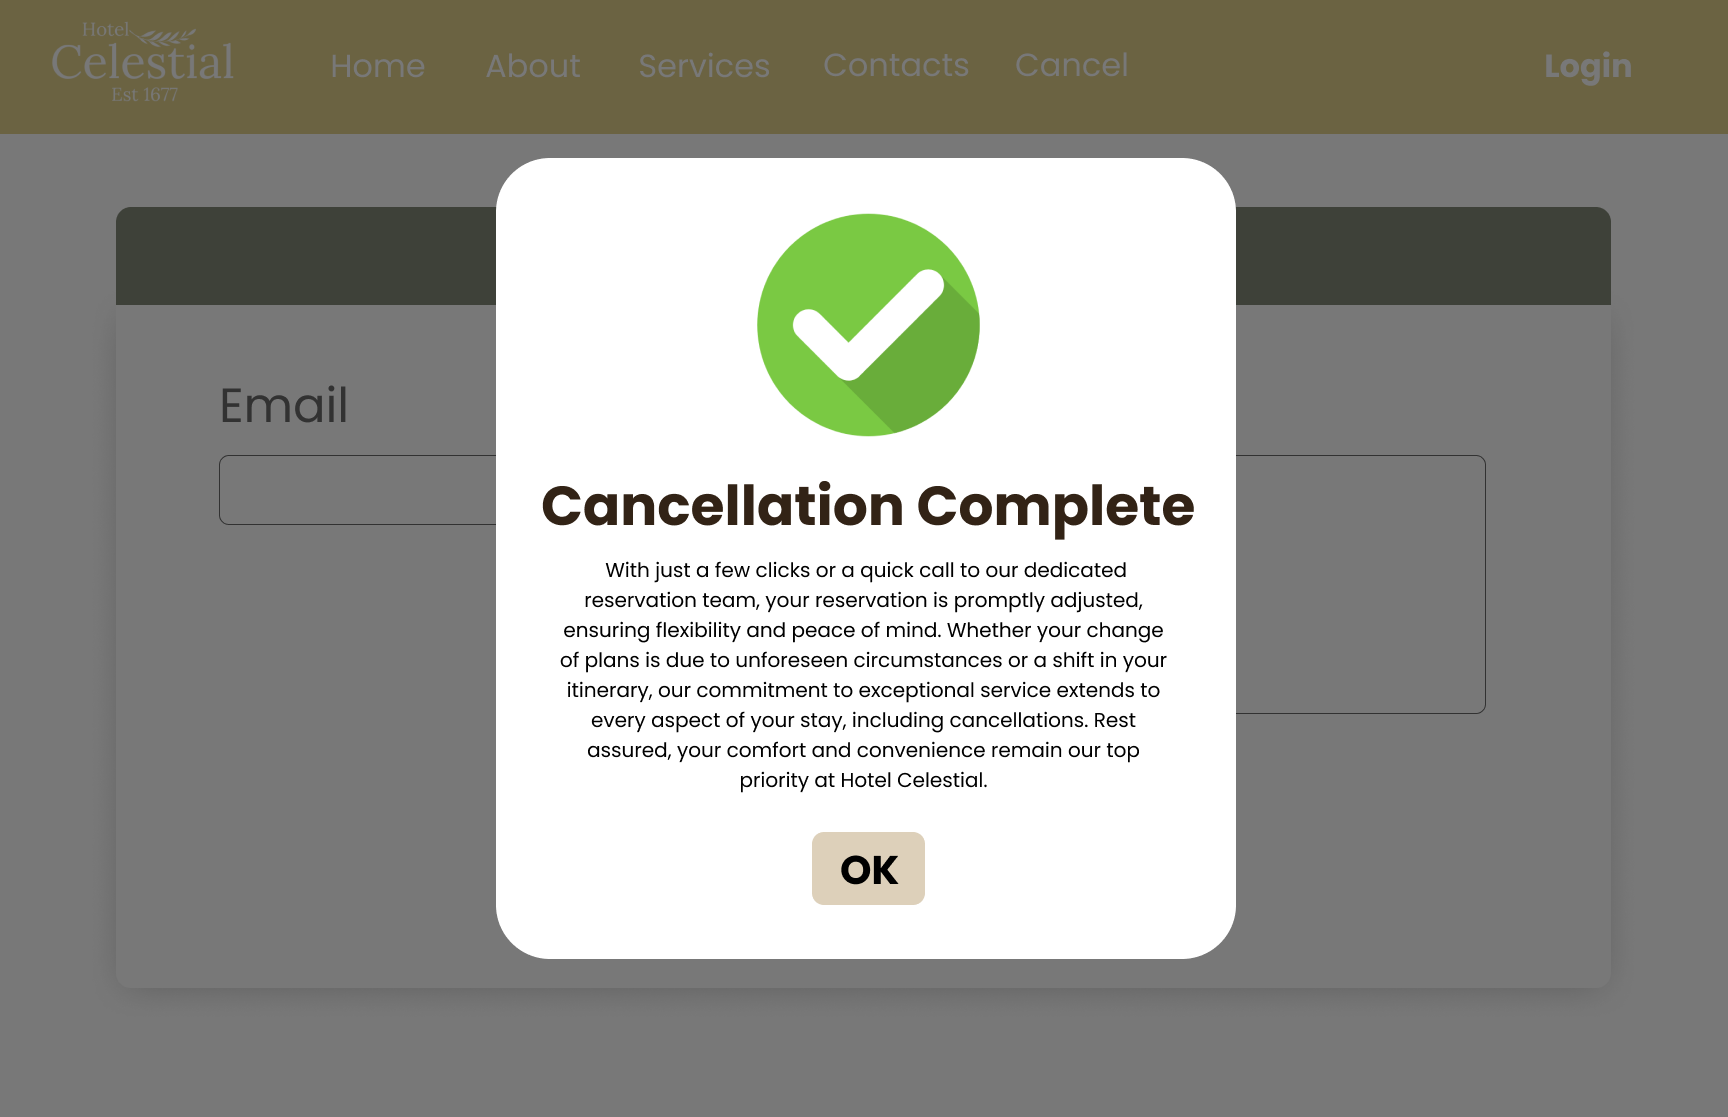 Hotel
Celestial
Est 1677
Home
About
Services
Contacts
Cancel
Login
Email
Cancellation Complete
With just a few clicks or a quick call to our dedicated
reservation team, your reservation is promptly adjusted,
ensuring flexibility and peace of mind. Whether your change
of plans is due to unforeseen circumstances or a shift in your
itinerary, our commitment to exceptional service extends to
every aspect of your stay, including cancellations. Rest
assured, your comfort and convenience remain our top
priority at Hotel Celestial.
OK